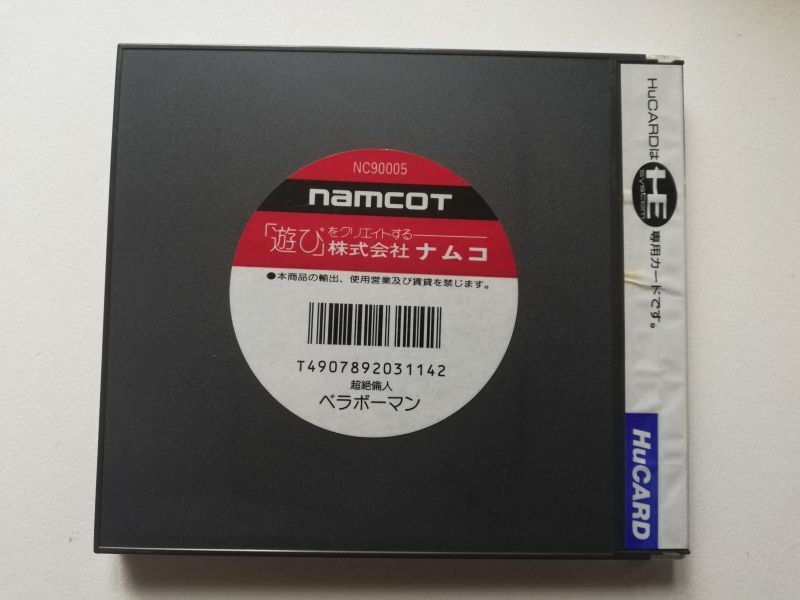 NC90005
namcoT
「遊び」をクリエイトする
株式会社 ナムコ
●本商品の輸出、使用営業及び賃貸を禁じます。
T4907892031142
超絶倫人
ベラボーマン
HuCARDは HE system 専用カードです。
HuCARD